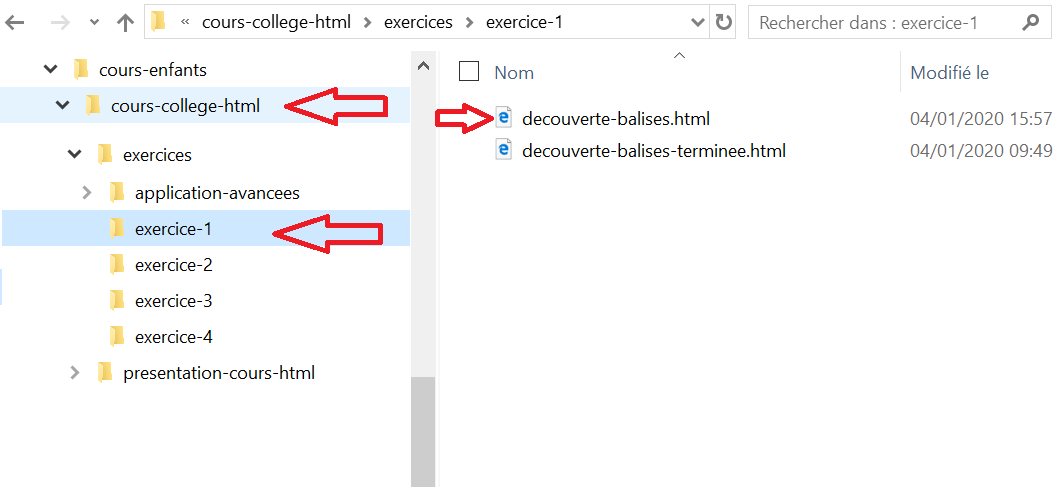 « cours-college-html > exercices > exercice-1
Rechercher dans : exercice-1
cours-enfants
cours-college-html
exercices
application-avancees
exercice-1
exercice-2
exercice-3
exercice-4
presentation-cours-html
Nom
Modifié le
decouverte-balises.html
04/01/2020 15:57
decouverte-balises-terminee.html
04/01/2020 09:49